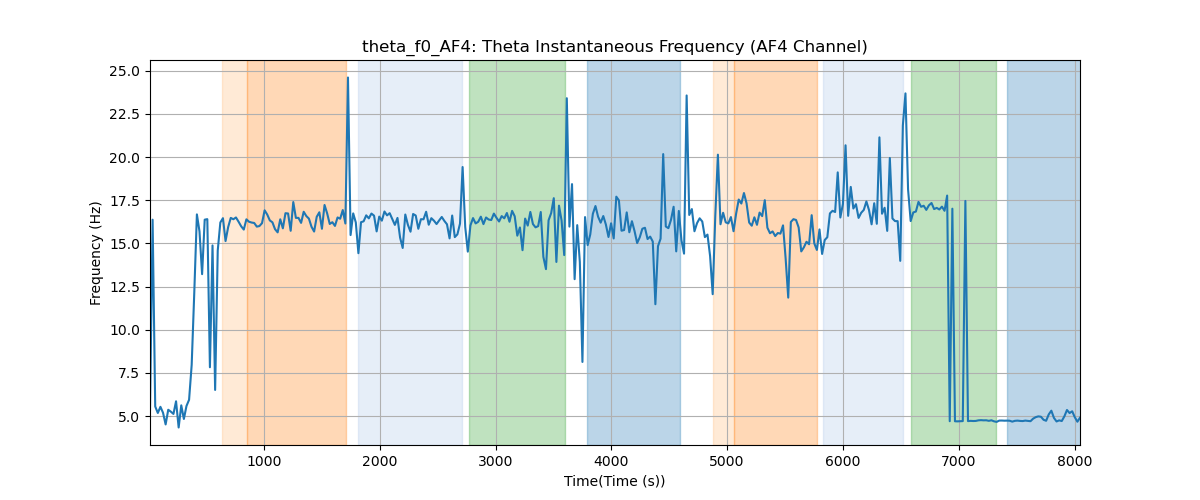 theta_f0_AF4: Theta Instantaneous Frequency (AF4 Channel)
25.0
22.5
20.0
17.5
15.0
12.5
10.0
7.5
5.0
Frequency (Hz)
1000 2000 3000 4000 5000 6000 7000 8000
Time(Time (s))